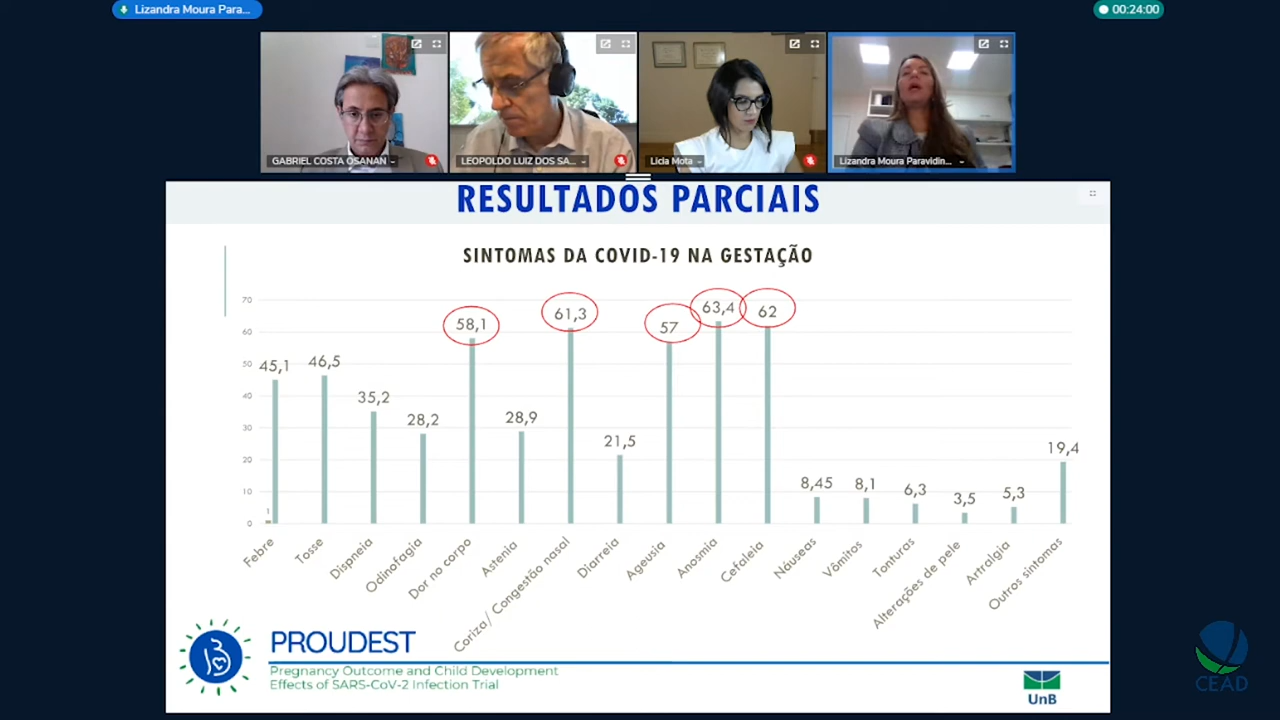 Lizandra Moura Para...
00:24:00
GABRIEL COSTA OSANAN
LEOPOLDO LUIZ DOS SA...
Licia Mota
Lizandra Moura Paravidin...
RESULTADOS PARCIAIS
SINTOMAS DA COVID-19 NA GESTAÇÃO
70
60
50
40
30
20
10
0
1
45,1
46,5
35,2
28,2
58,1
28,9
61,3
21,5
57
63,4
62
8,45
8,1
6,3
3,5
5,3
19,4
Febre
Tosse
Dispneia
Odinofagia
Dor no corpo
Astenia
Coriza/ Congestão nasal
Diarreia
Ageusia
Anosmia
Cefaleia
Náuseas
Vômitos
Tonturas
Alterações de pele
Artralgia
Outros sintomas
PROUDEST
Pregnancy Outcome and Child Development
Effects of SARS-CoV-2 Infection Trial
UnB
CEAD